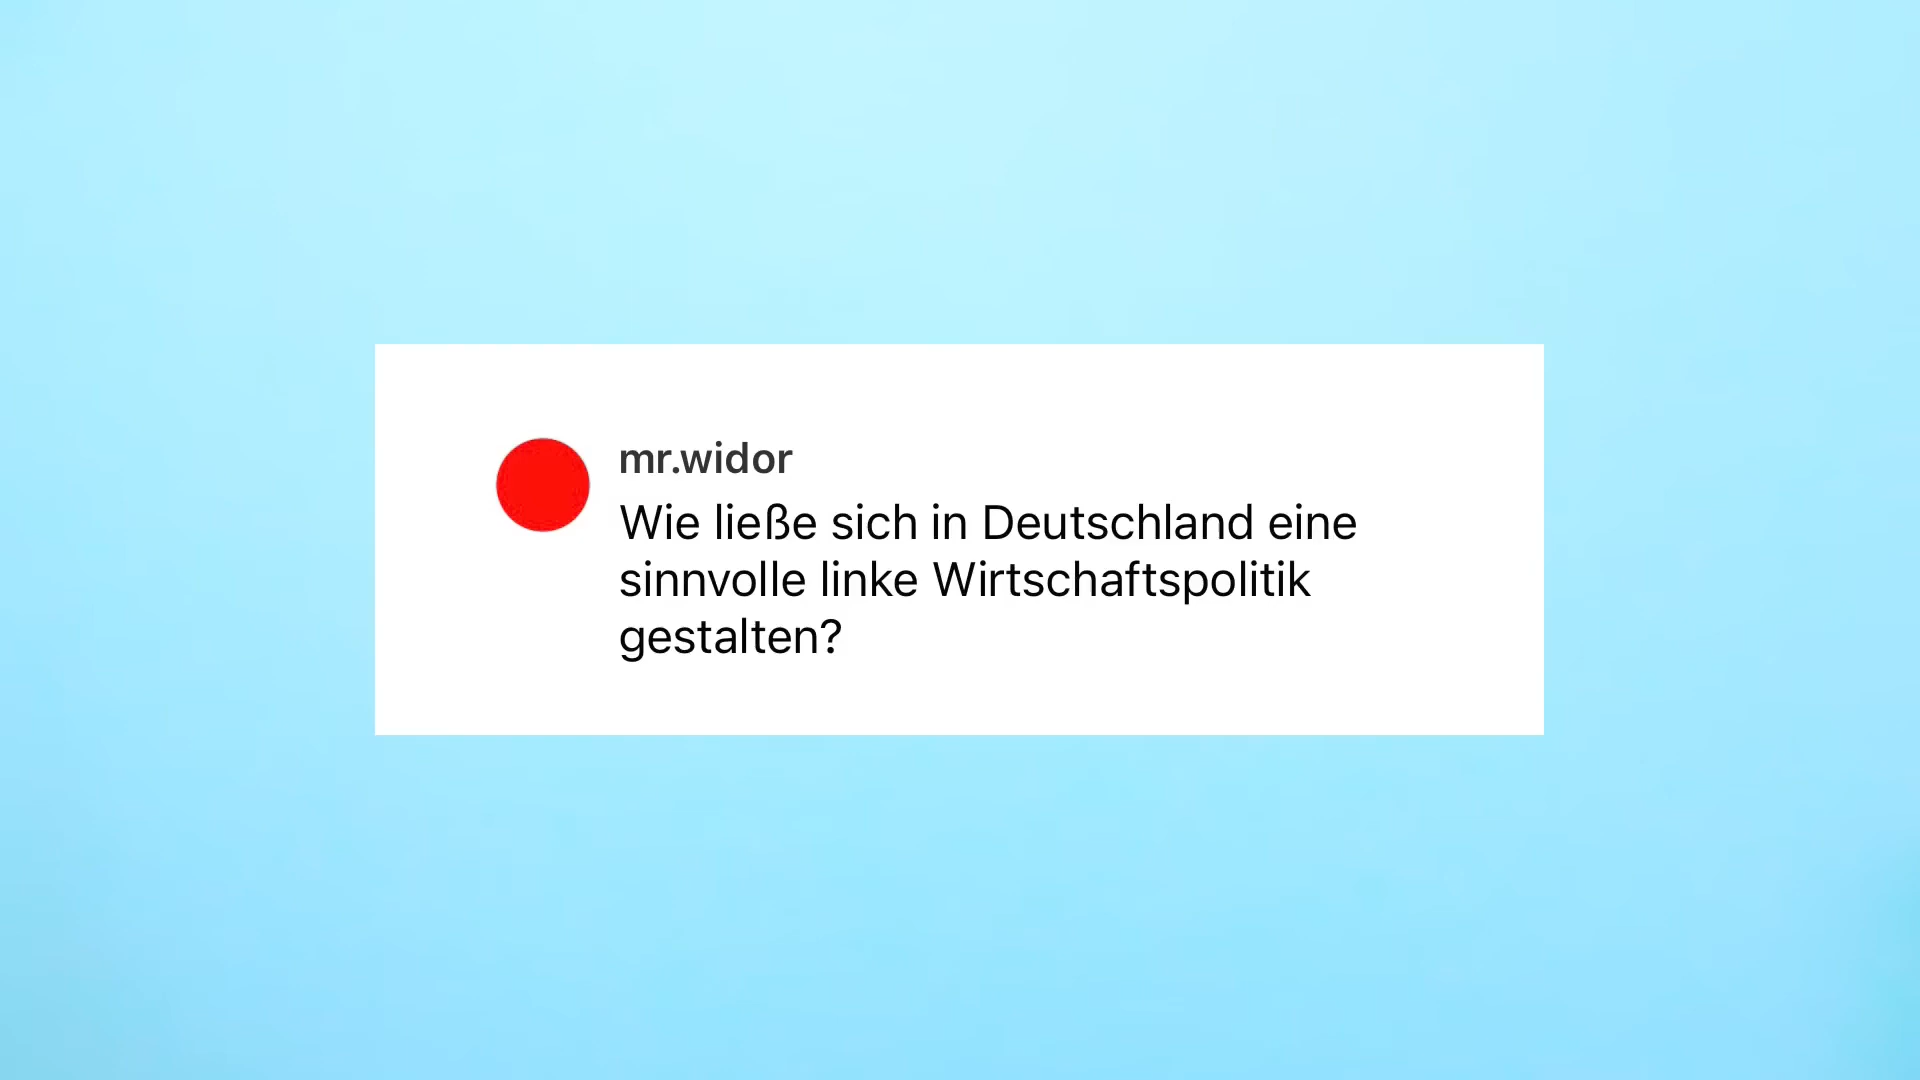 mr.widor
Wie ließe sich in Deutschland eine
sinnvolle linke Wirtschaftspolitik
gestalten?